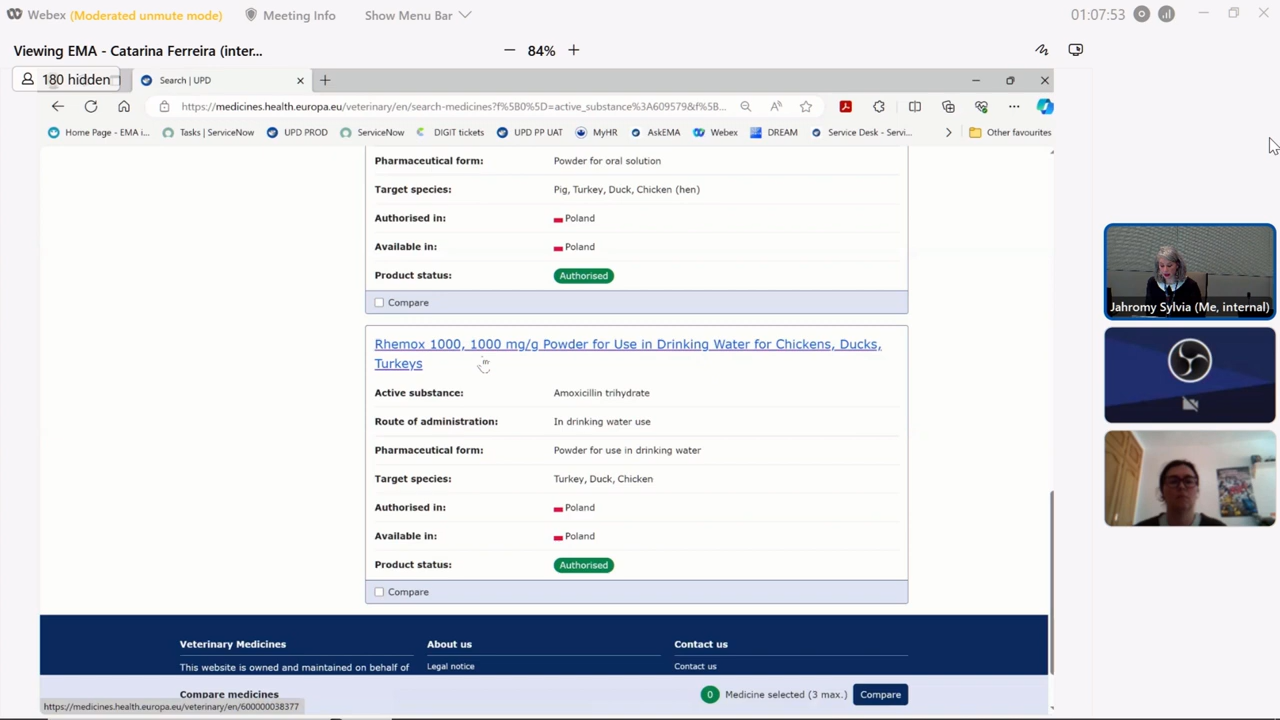 Webex (Moderated unmute mode) Meeting Info Show Menu Bar 01:07:53
Viewing EMA - Catarina Ferreira (inter... 84%
180 hidden
Search | UPD
https://medicines.health.europa.eu/veterinary/en/search-medicines?f%5B0%5D=active_substance%3A609579&f%5B...
Home Page - EMA i... Tasks | ServiceNow UPD PROD ServiceNow DIGIT tickets UPD PP UAT MyHR AskEMA Webex DREAM Service Desk - Servi... Other favourites
Pharmaceutical form: Powder for oral solution
Target species: Pig, Turkey, Duck, Chicken (hen)
Authorised in: Poland
Available in: Poland
Product status: Authorised
Compare
Rhemox 1000, 1000 mg/g Powder for Use in Drinking Water for Chickens, Ducks,
Turkeys
Active substance: Amoxicillin trihydrate
Route of administration: In drinking water use
Pharmaceutical form: Powder for use in drinking water
Target species: Turkey, Duck, Chicken
Authorised in: Poland
Available in: Poland
Product status: Authorised
Compare
Veterinary Medicines About us Contact us
This website is owned and maintained on behalf of Legal notice Contact us
Compare medicines 0 Medicine selected (3 max.) Compare
https://medicines.health.europa.eu/veterinary/en/600000038377
Jahromy Sylvia (Me, internal)